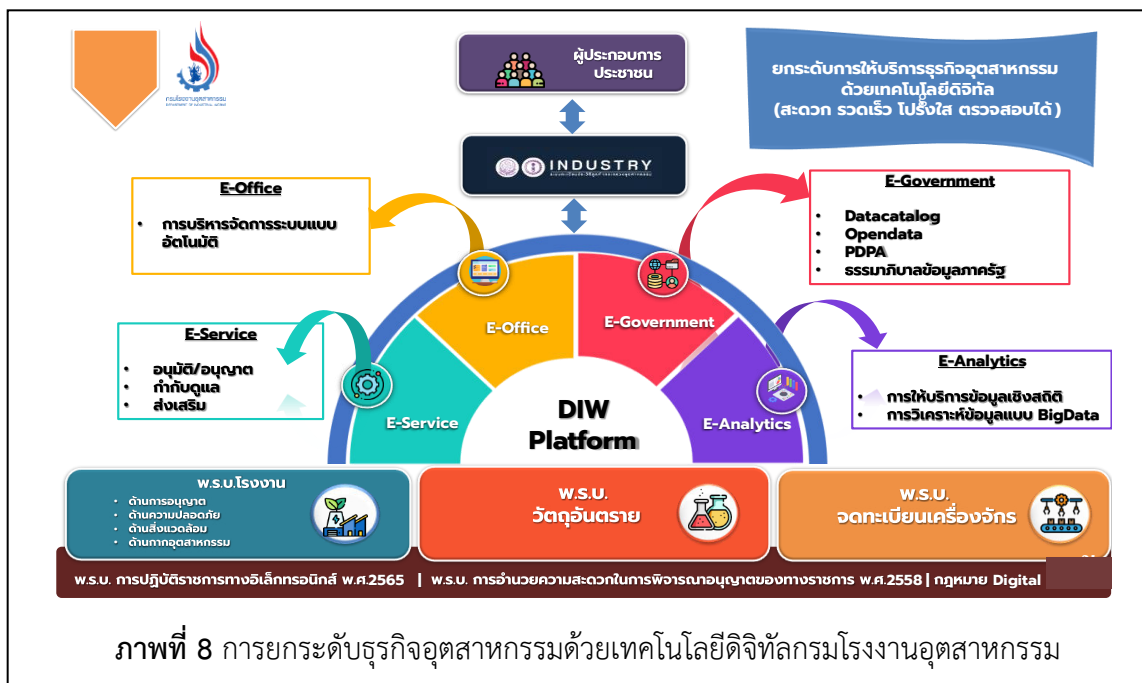 กรมโรงงานอุตสาหกรรม
ผู้ประกอบการ
ประชาชน
ยกระดับการให้บริการธุรกิจอุตสาหกรรม
ด้วยเทคโนโลยีดิจิทัล
(สะดวก รวดเร็ว โปร่งใส ตรวจสอบได้ )
INDUSTRY
E-Office
• การบริหารจัดการระบบแบบ
อัตโนมัติ
E-Government
• Datacatalog
• Opendata
• PDPA
• ธรรมาภิบาลข้อมูลภาครัฐ
E-Service
• อนุมัติ/อนุญาต
• กำกับดูแล
• ส่งเสริม
E-Analytics
• การให้บริการข้อมูลเชิงสถิติ
• การวิเคราะห์ข้อมูลแบบ BigData
E-Office
E-Government
E-Service
E-Analytics
DIW
Platform
พ.ร.บ.โรงงาน
• ด้านการอนุญาต
• ด้านความปลอดภัย
• ด้านสิ่งแวดล้อม
• ด้านกากอุตสาหกรรม
พ.ร.บ.
วัตถุอันตราย
พ.ร.บ.
จดทะเบียนเครื่องจักร
พ.ร.บ. การปฏิบัติราชการทางอิเล็กทรอนิกส์ พ.ศ.2565 | พ.ร.บ. การอำนวยความสะดวกในการพิจารณาอนุญาตของทางราชการ พ.ศ.2558 | กฎหมาย Digital
ภาพที่ 8 การยกระดับธุรกิจอุตสาหกรรมด้วยเทคโนโลยีดิจิทัลกรมโรงงานอุตสาหกรรม